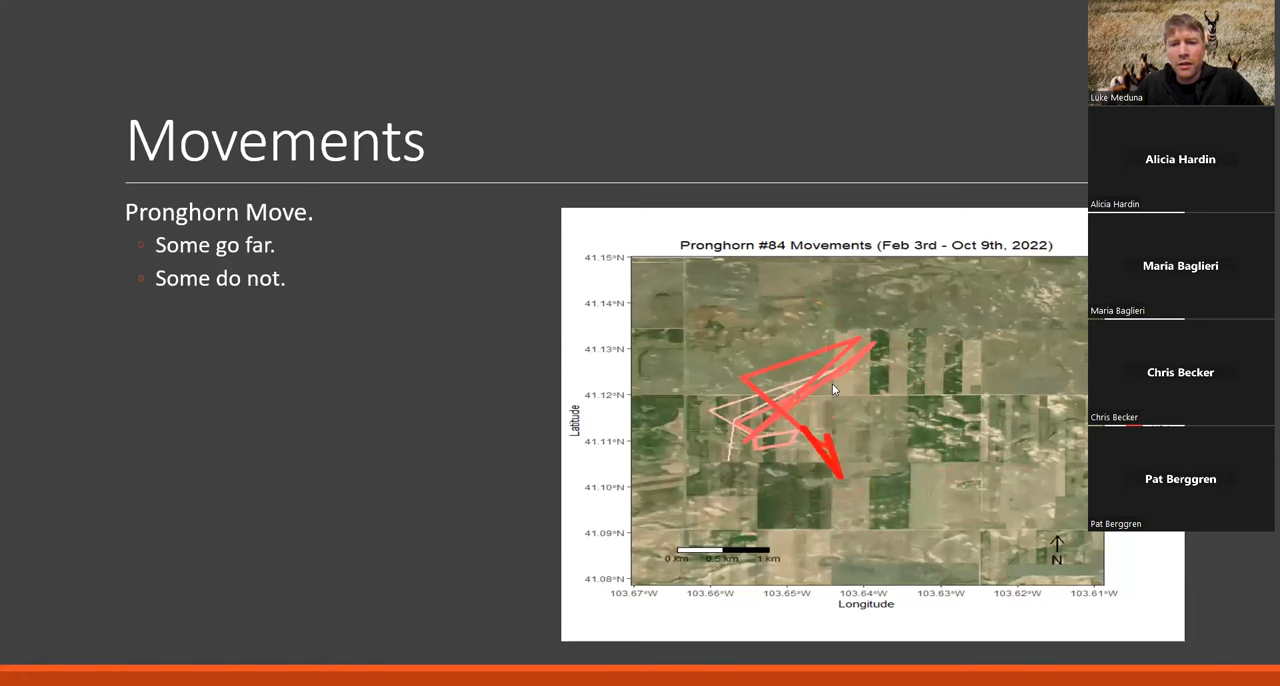 Movements
Pronghorn Move.
Some go far.
Some do not.
Pronghorn #84 Movements (Feb 3rd - Oct 9th, 2022)
Latitude
41.15°N
41.14°N
41.13°N
41.12°N
41.11°N
41.10°N
41.09°N
41.08°N
0 km 0.5 km 1 km
N
103.67°W 103.66°W 103.65°W 103.64°W 103.63°W 103.62°W 103.61°W
Longitude
Luke Meduna
Alicia Hardin
Alicia Hardin
Maria Baglieri
Maria Baglieri
Chris Becker
Chris Becker
Pat Berggren
Pat Berggren